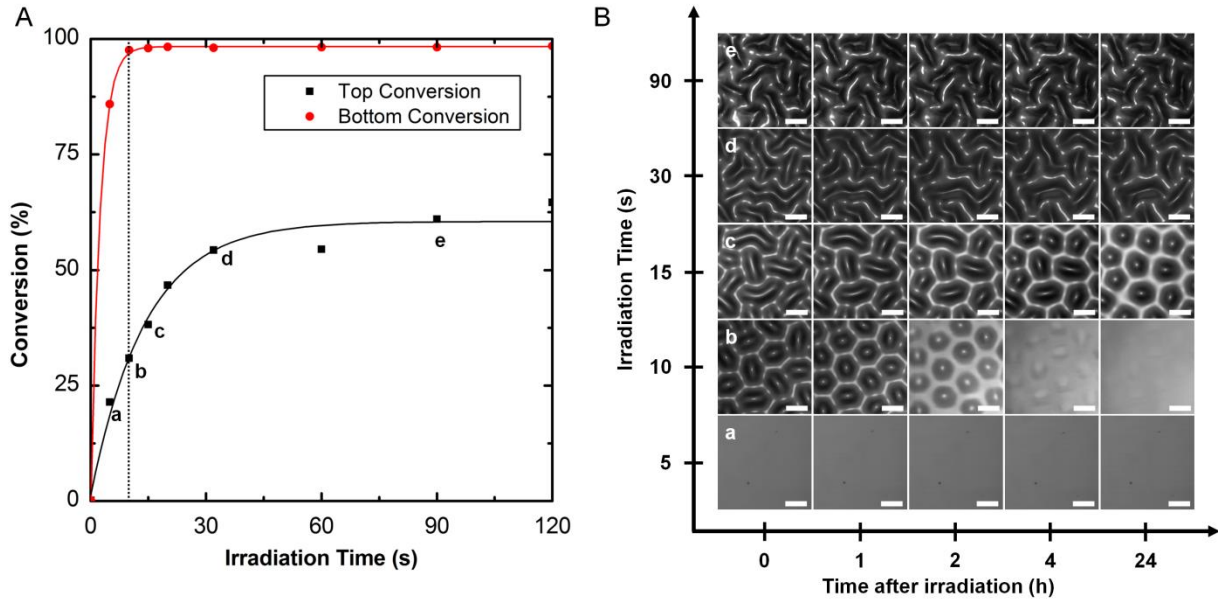 A
Conversion (%)
100
75
50
25
0
Top Conversion
Bottom Conversion
a
b
c
d
e
0
30
60
90
120
Irradiation Time (s)
B
Irradiation Time (s)
90
30
15
10
5
e
d
c
b
a
0
1
2
4
24
Time after irradiation (h)